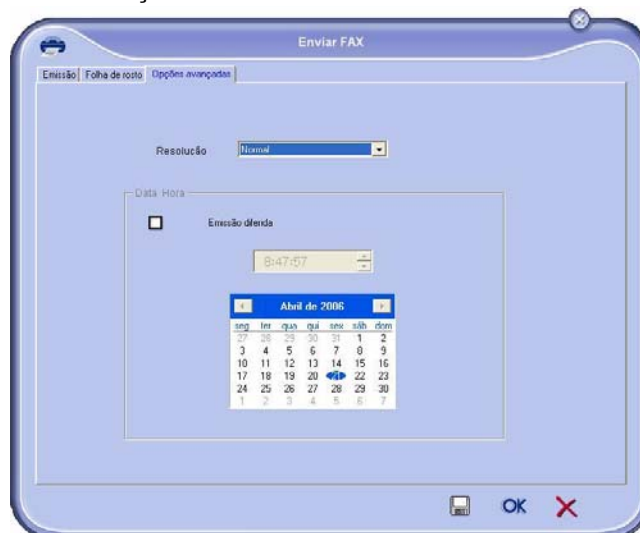 Enviar FAX
Emissão Folha de rosto Opções avançadas
Resolução Normal
Data Hora
Emissão diferida
8:47:57
Abril de 2006
seg ter qua qui sex sáb dom
27 28 29 30 31 1 2
3 4 5 6 7 8 9
10 11 12 13 14 15 16
17 18 19 20 21 22 23
24 25 26 27 28 29 30
1 2 3 4 5 6 7
OK